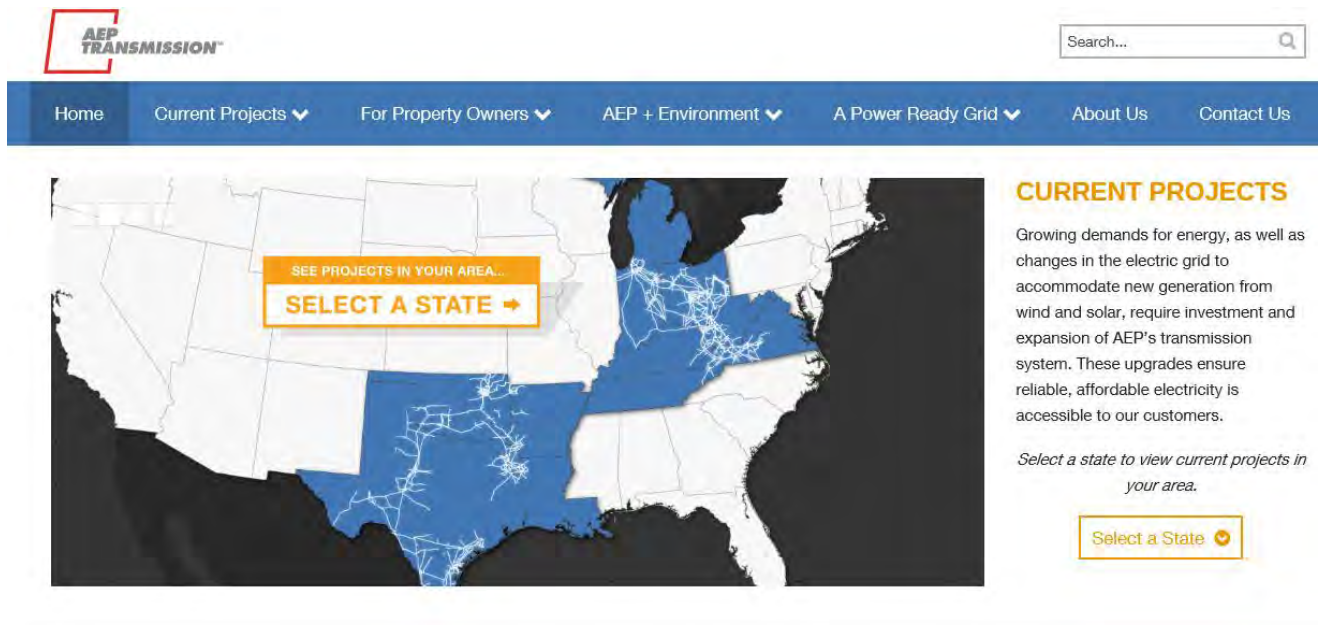 AEP
TRANSMISSION™
Search...
Home
Current Projects
For Property Owners
AEP + Environment
A Power Ready Grid
About Us
Contact Us
SEE PROJECTS IN YOUR AREA...
SELECT A STATE
CURRENT PROJECTS
Growing demands for energy, as well as
changes in the electric grid to
accommodate new generation from
wind and solar, require investment and
expansion of AEP's transmission
system. These upgrades ensure
reliable, affordable electricity is
accessible to our customers.
Select a state to view current projects in
your area.
Select a State